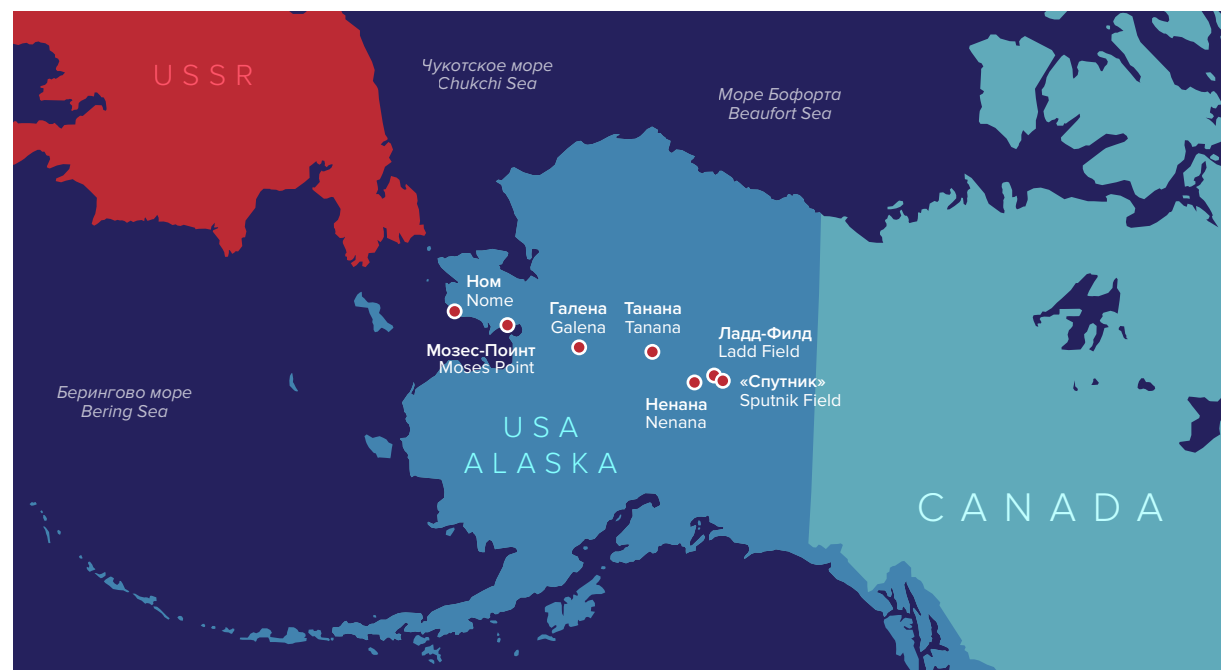 USSR
Чукотское море
Chukchi Sea
Море Бофорта
Beaufort Sea
Ном
Nome
Галена
Galena
Танана
Tanana
Ладд-Филд
Ladd Field
Мозес-Поинт
Moses Point
«Спутник»
Sputnik Field
Ненана
Nenana
Берингово море
Bering Sea
USA
ALASKA
CANADA